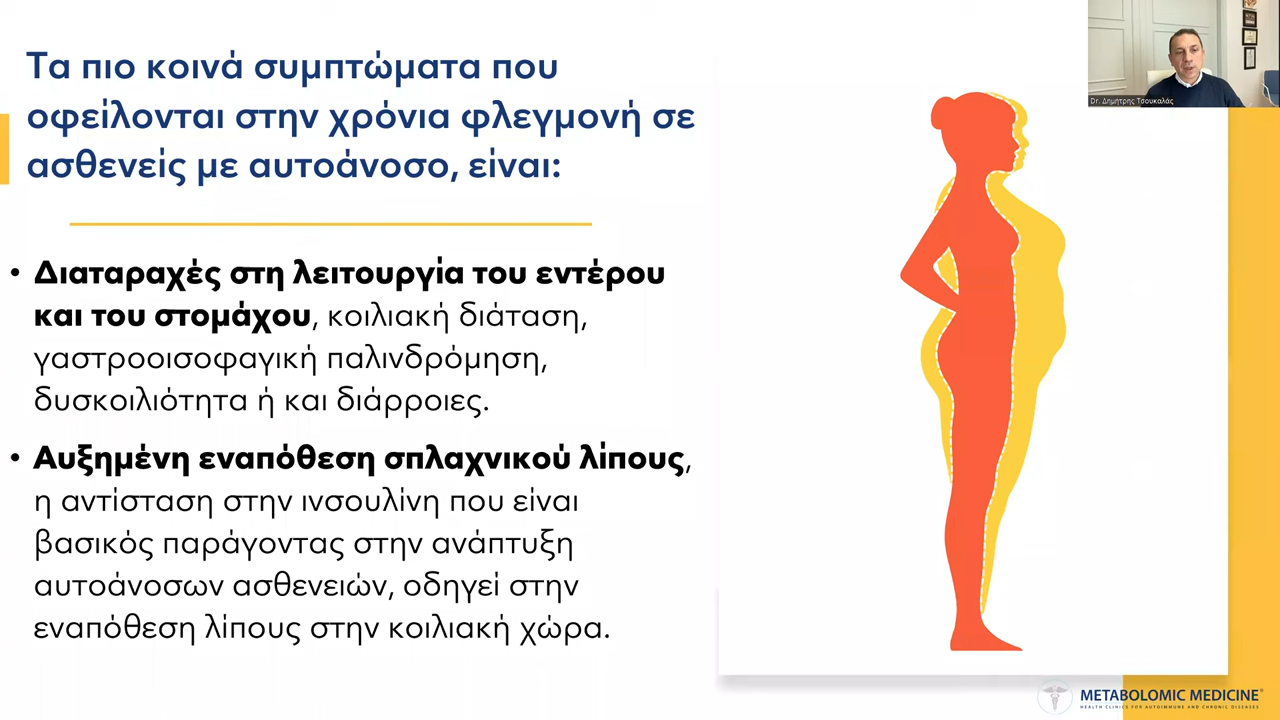 Τα πιο κοινά συμπτώματα που
οφείλονται στην χρόνια φλεγμονή σε
ασθενείς με αυτοάνοσο, είναι:
• Διαταραχές στη λειτουργία του εντέρου
και του στομάχου, κοιλιακή διάταση,
γαστροοισοφαγική παλινδρόμηση,
δυσκοιλιότητα ή και διάρροιες.
• Αυξημένη εναπόθεση σπλαχνικού λίπους,
η αντίσταση στην ινσουλίνη που είναι
βασικός παράγοντας στην ανάπτυξη
αυτοάνοσων ασθενειών, οδηγεί στην
εναπόθεση λίπους στην κοιλιακή χώρα.
Dr. Δημήτρης Τσουκαλάς
METABOLOMIC MEDICINE®
HEALTH CLINICS FOR AUTOIMMUNE AND CHRONIC DISEASES